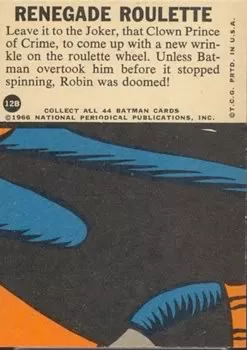 RENEGADE ROULETTE
Leave it to the Joker, that Clown Prince
of Crime, to come up with a new wrin-
kle on the roulette wheel. Unless Bat-
man overtook him before it stopped
spinning, Robin was doomed!
12B
COLLECT ALL 44 BATMAN CARDS
©1966 NATIONAL PERIODICAL PUBLICATIONS, INC.
©T.C.G. PRTD. IN U.S.A.